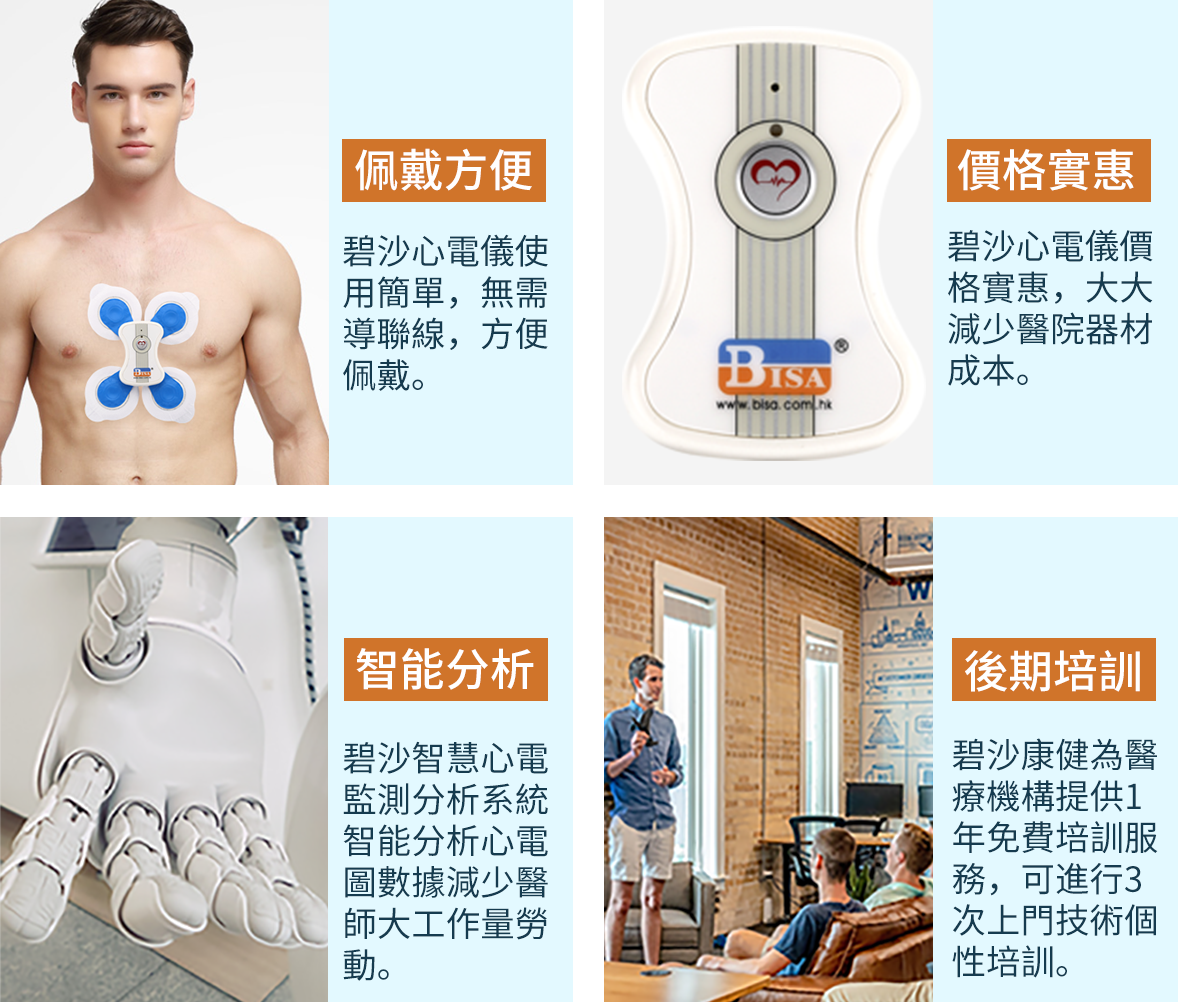 佩戴方便
碧沙心電儀使
用簡單，無需
導聯線，方便
佩戴。
BISA
價格實惠
碧沙心電儀價
格實惠，大大
減少醫院器材
成本。
BISA®
www.bisa.com.hk
智能分析
碧沙智慧心電
監測分析系統
智能分析心電
圖數據減少醫
師大工作量勞
動。
後期培訓
碧沙康健為醫
療機構提供1
年免費培訓服
務，可進行3
次上門技術個
性培訓。
W